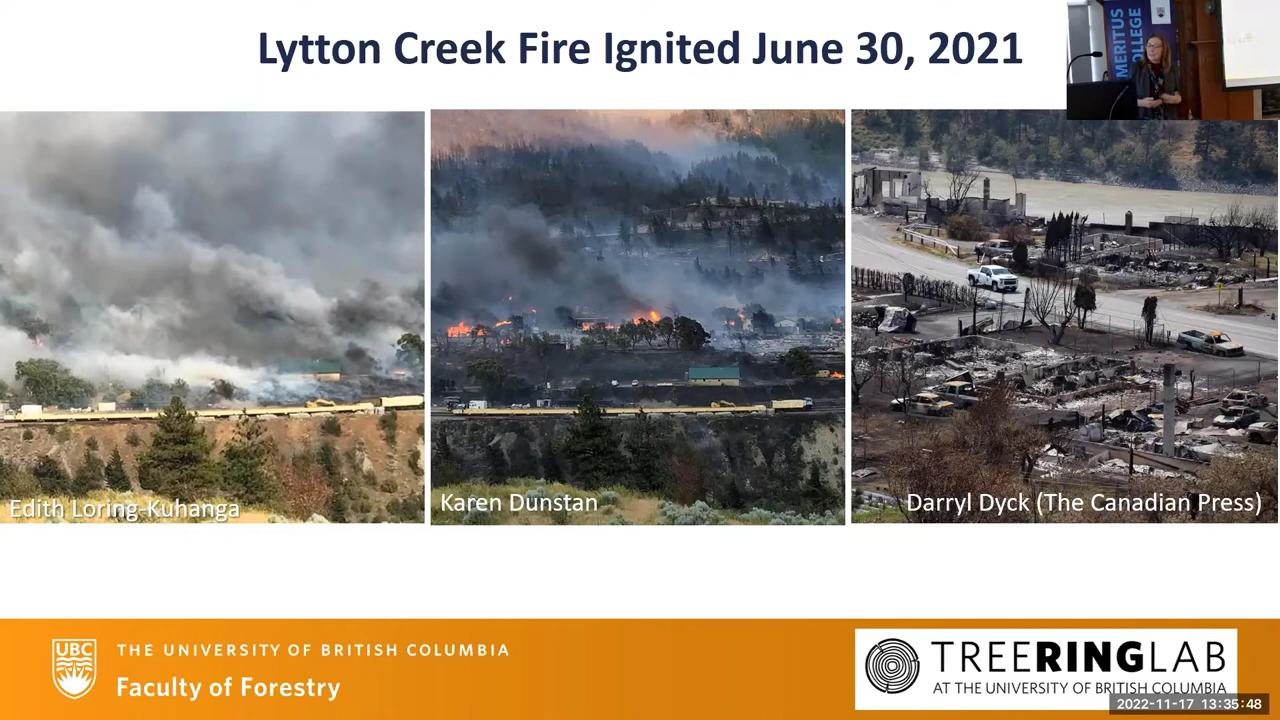 Lytton Creek Fire Ignited June 30, 2021
MERITUS
OLLEGE
Edith Loring-Kuhanga
Karen Dunstan
Darryl Dyck (The Canadian Press)
UBC
THE UNIVERSITY OF BRITISH COLUMBIA
Faculty of Forestry
TREERINGLAB
AT THE UNIVERSITY OF BRITISH COLUMBIA
2022-11-17 13:35:48